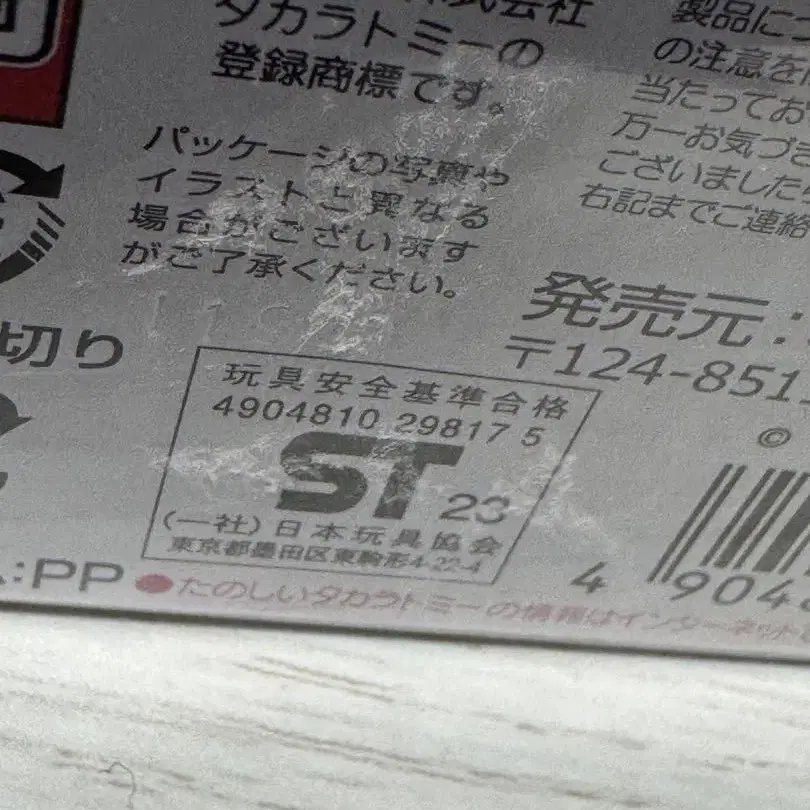 タカラトミーの
登録商標です。
パッケージの写真や
イラストと異なる
場合がございます
がご了承ください。
製品に
の注意を
当たってお
万一お気づき
ございました
右記までご連絡
切り
発売元:
〒124-851
玩具安全基準合格
4904810 29817 5
ST 23
(一社)日本玩具協会
東京都墨田区東駒形4-22-4
©
4 904
:PP
●たのしいタカラトミーの情報はインターネット